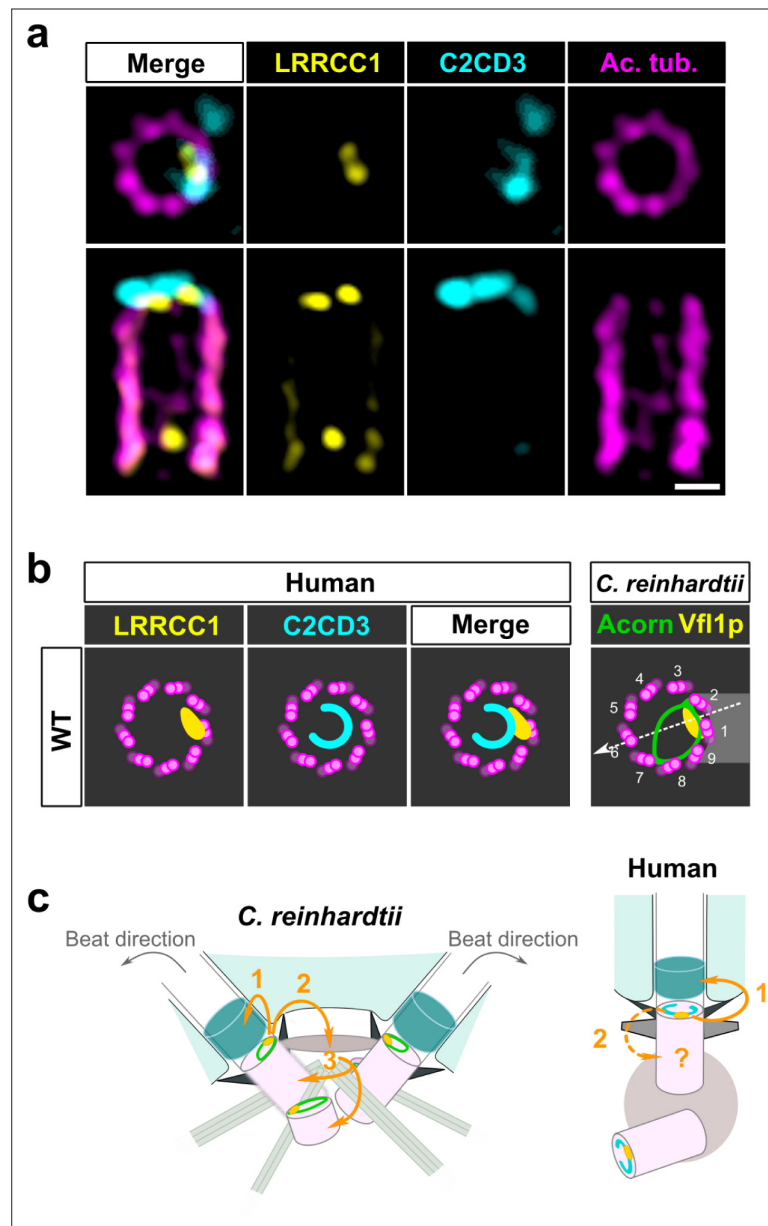 a
Merge LRRCC1 C2CD3 Ac. tub.
b
Human C. reinhardtii
LRRCC1 C2CD3 Merge Acorn Vfl1p
WT
4 3 2 5 1 6 9 7 8
c
Human
C. reinhardtii
Beat direction Beat direction
1 2 1
3 2 ?